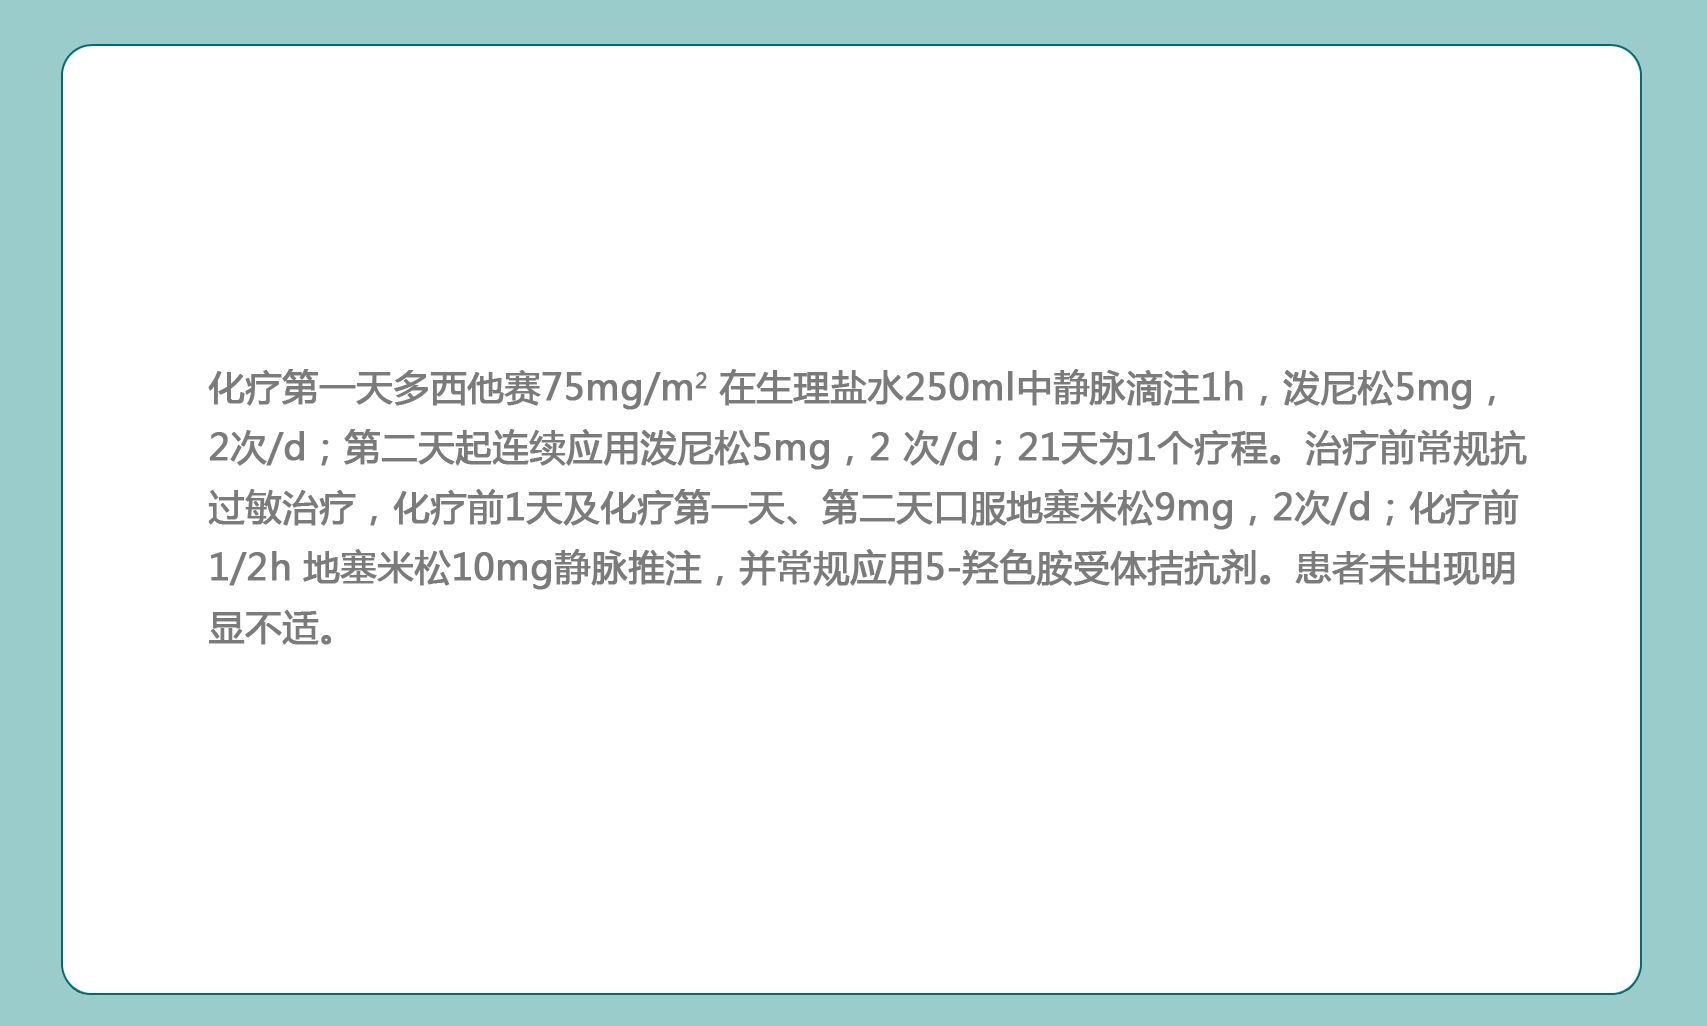 化疗第一天多西他赛75mg/m² 在生理盐水250ml中静脉滴注1h，泼尼松5mg，
2次/d；第二天起连续应用泼尼松5mg，2 次/d；21天为1个疗程。治疗前常规抗
过敏治疗，化疗前1天及化疗第一天、第二天口服地塞米松9mg，2次/d；化疗前
1/2h 地塞米松10mg静脉推注，并常规应用5-羟色胺受体拮抗剂。患者未出现明
显不适。